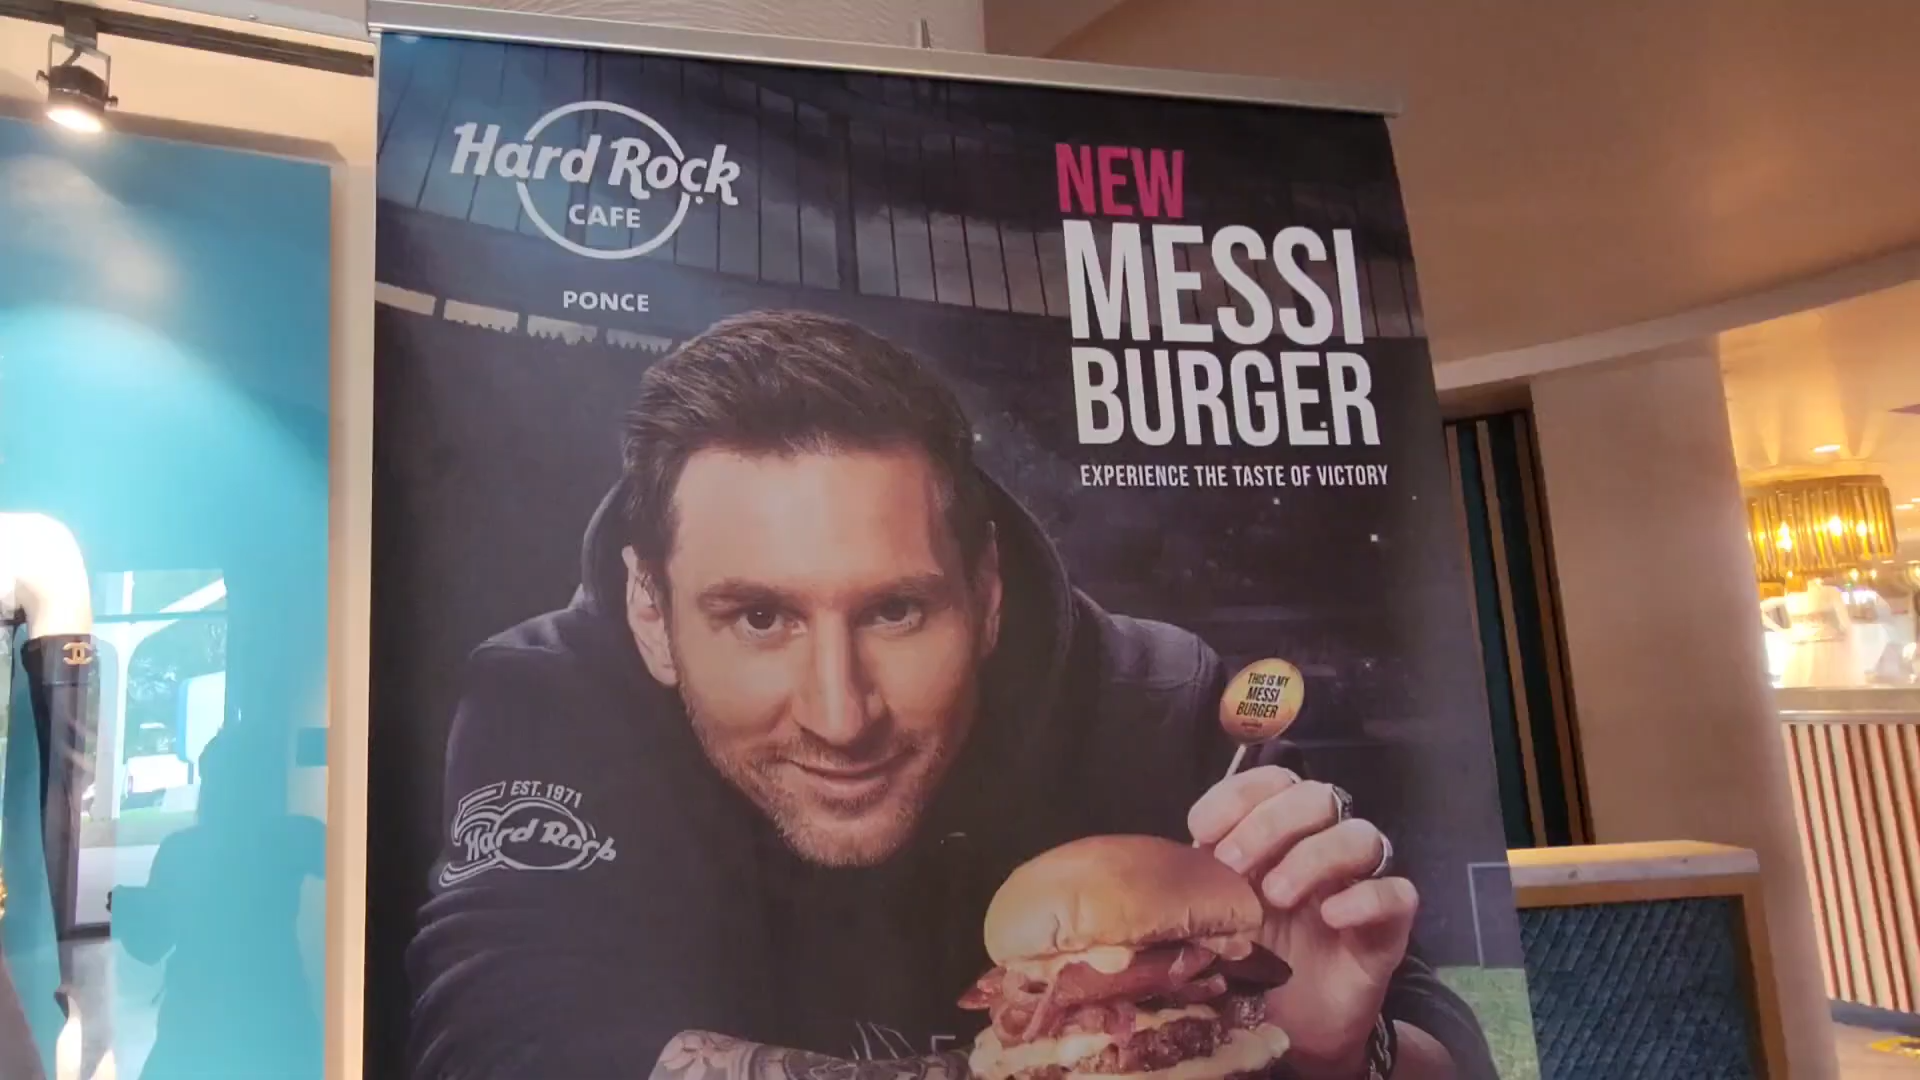 Hard Rock
CAFE
PONCE
NEW
MESSI
BURGER
EXPERIENCE THE TASTE OF VICTORY
THIS IS MY
MESSI
BURGER
EST. 1971
50
Hard Rock